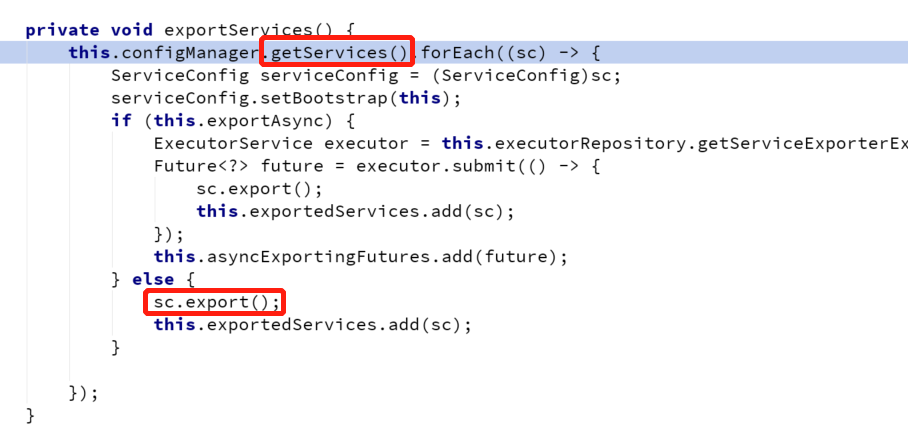 private void exportServices() {
this.configManager.getServices().forEach((sc) -> {
ServiceConfig serviceConfig = (ServiceConfig)sc;
serviceConfig.setBootstrap(this);
if (this.exportAsync) {
ExecutorService executor = this.executorRepository.getServiceExporterEx
Future<?> future = executor.submit(() -> {
sc.export();
this.exportedServices.add(sc);
});
this.asyncExportingFutures.add(future);
} else {
sc.export();
this.exportedServices.add(sc);
}
});
}